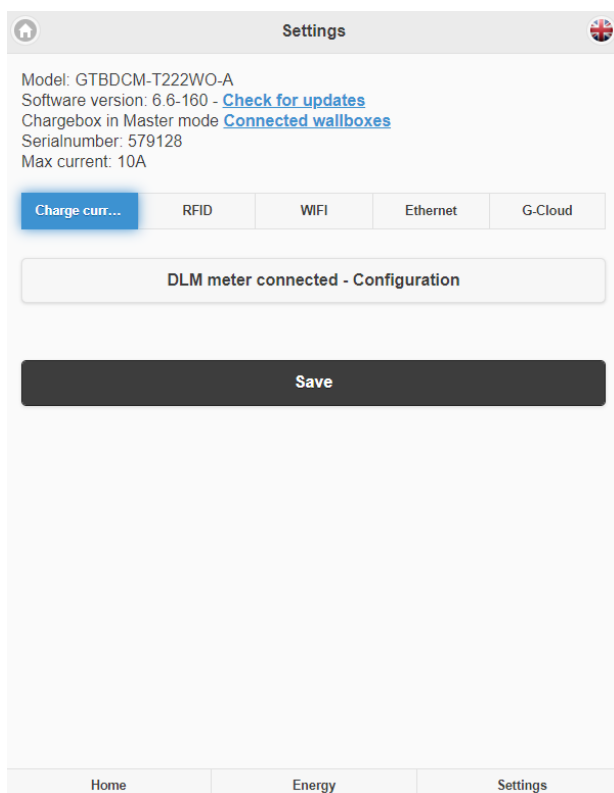 Settings
Model: GTBDCM-T222WO-A
Software version: 6.6-160 - Check for updates
Chargebox in Master mode Connected wallboxes
Serialnumber: 579128
Max current: 10A
Charge curr... RFID WIFI Ethernet G-Cloud
DLM meter connected - Configuration
Save
Home Energy Settings